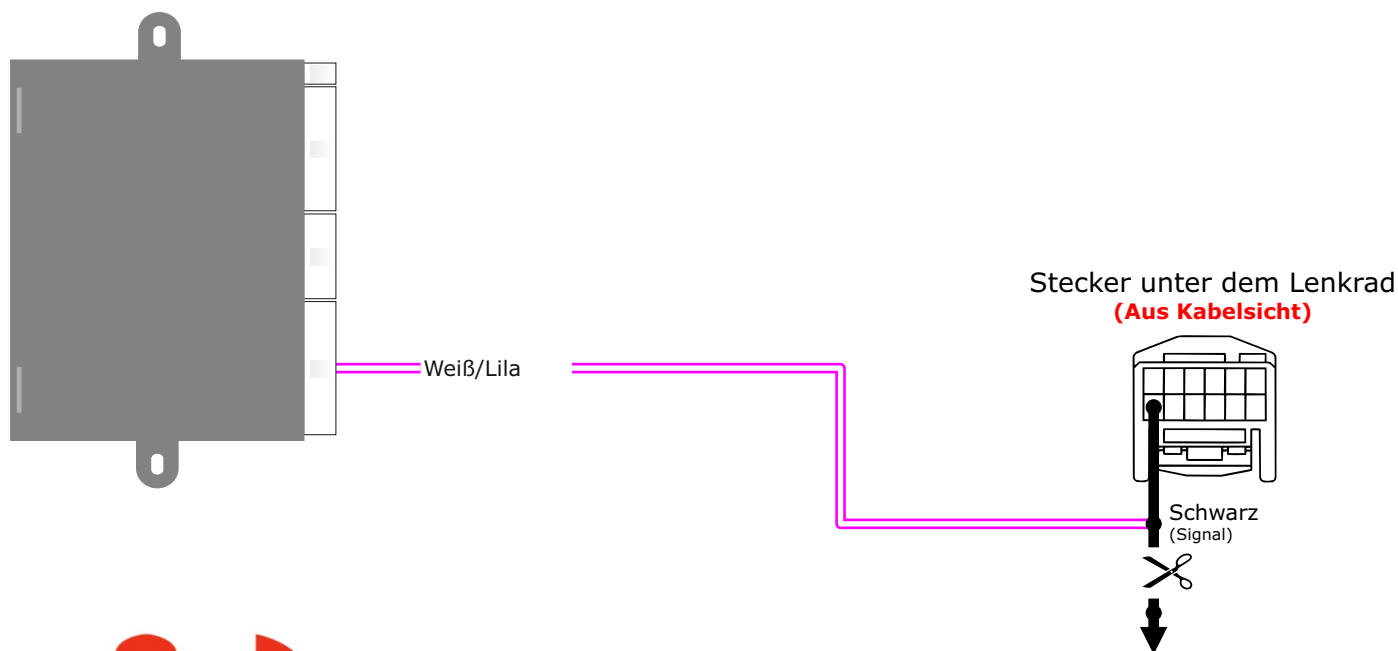 Stecker unter dem Lenkrad
(Aus Kabelsicht)
Weiß/Lila
Schwarz
(Signal)